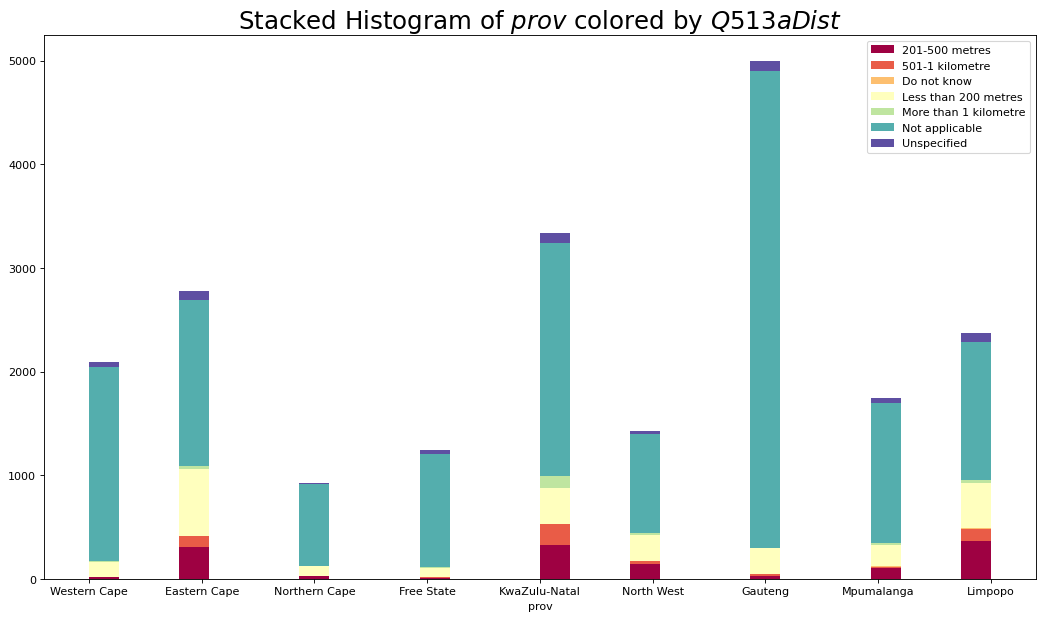 Stacked Histogram of prov colored by Q513aDist
201-500 metres
501-1 kilometre
Do not know
Less than 200 metres
More than 1 kilometre
Not applicable
Unspecified
5000
4000
3000
2000
1000
0
Western Cape Eastern Cape Northern Cape Free State KwaZulu-Natal North West Gauteng Mpumalanga Limpopo
prov